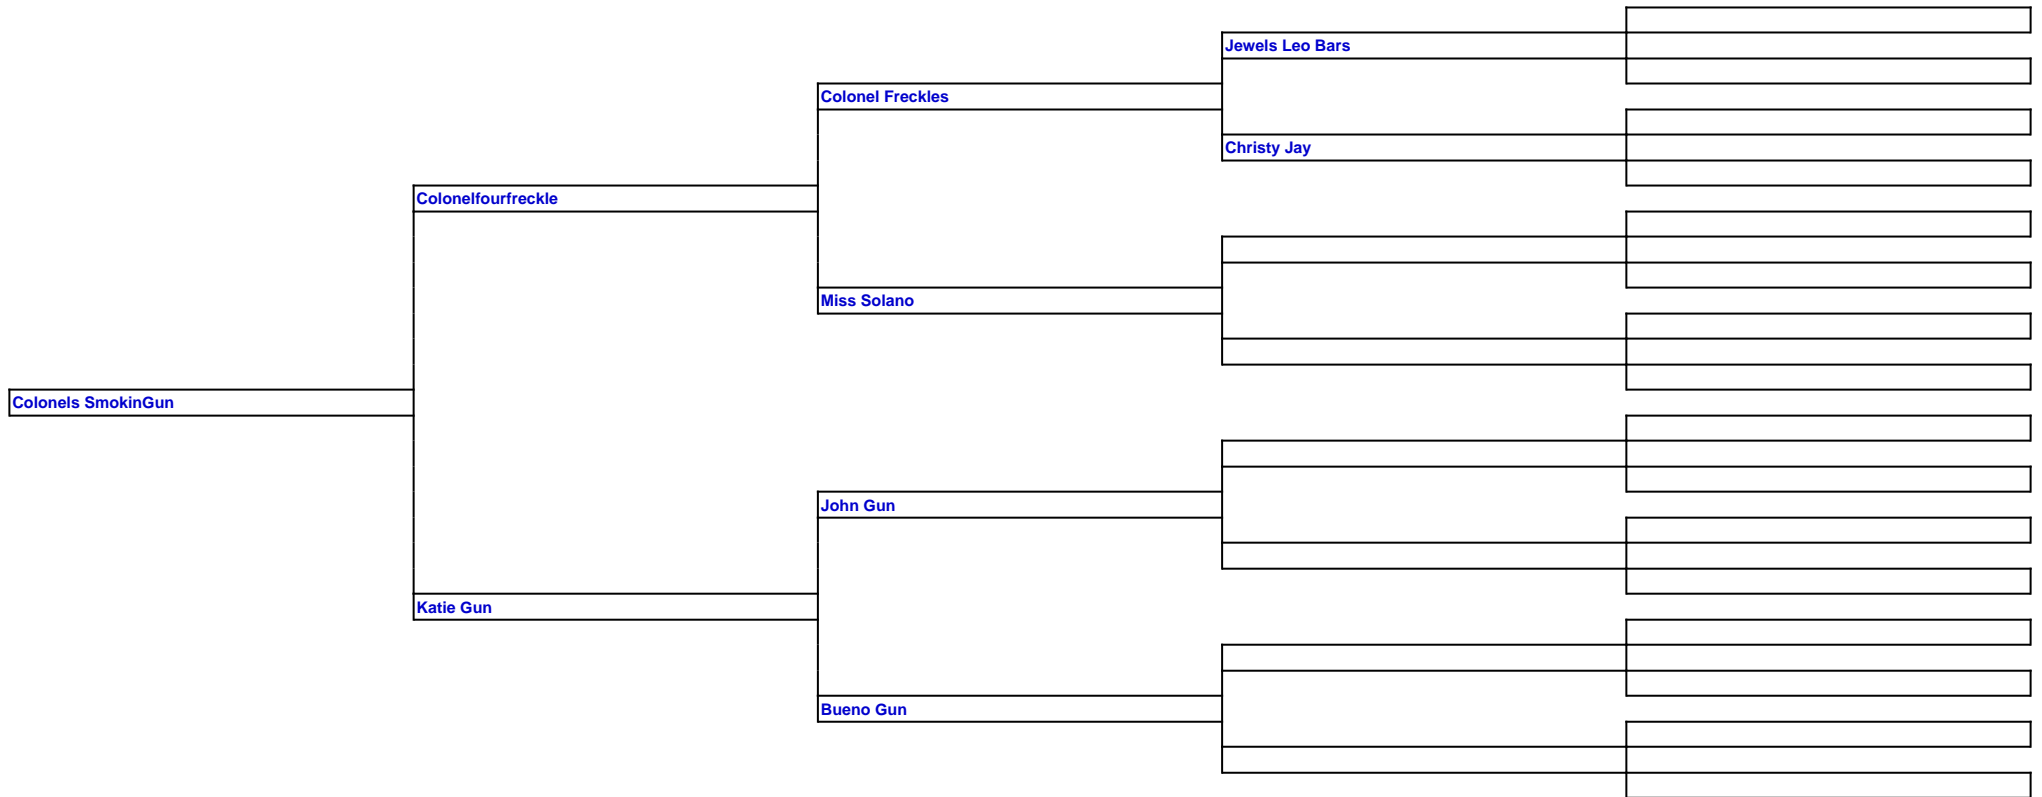 Jewels Leo Bars
Colonel Freckles
Christy Jay
Colonelfourfreckle
Miss Solano
Colonels SmokinGun
John Gun
Katie Gun
Bueno Gun